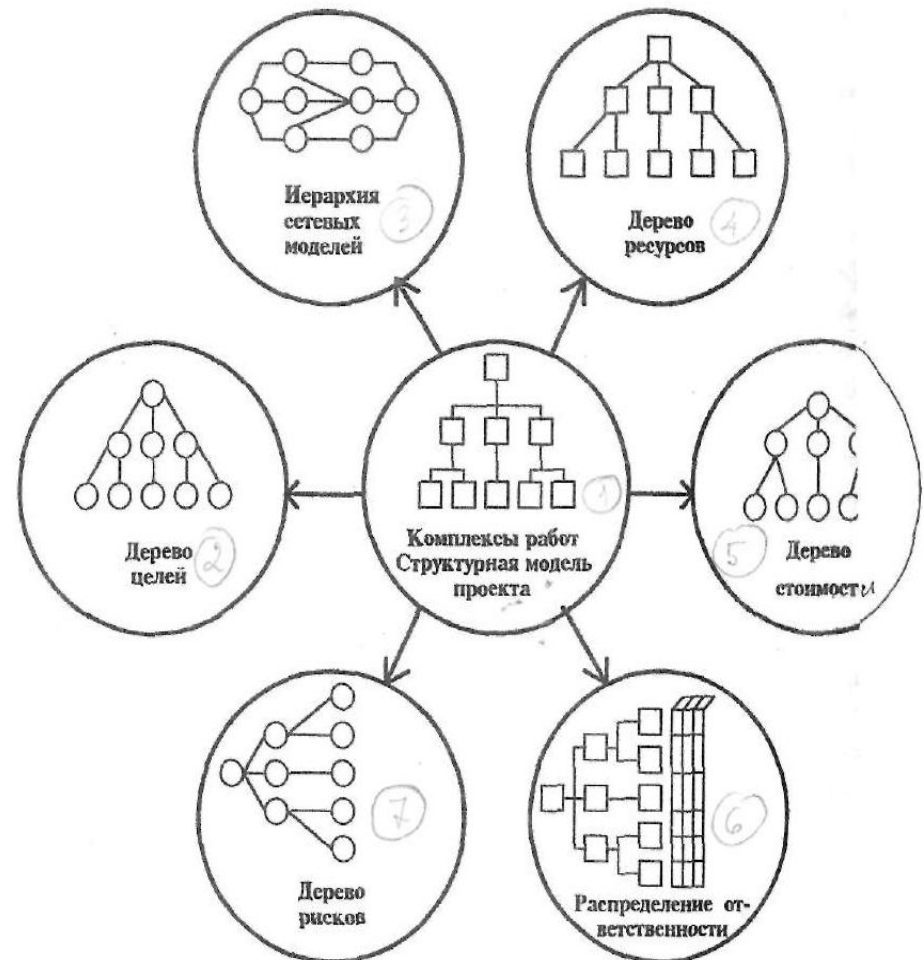 Иерархия
сетевых
моделей
3
Дерево
ресурсов
4
Комплексы работ
Структурная модель
проекта
1
Дерево
целей
2
Дерево
стоимости
5
Дерево
рисков
7
Распределение от-
ветственности
6